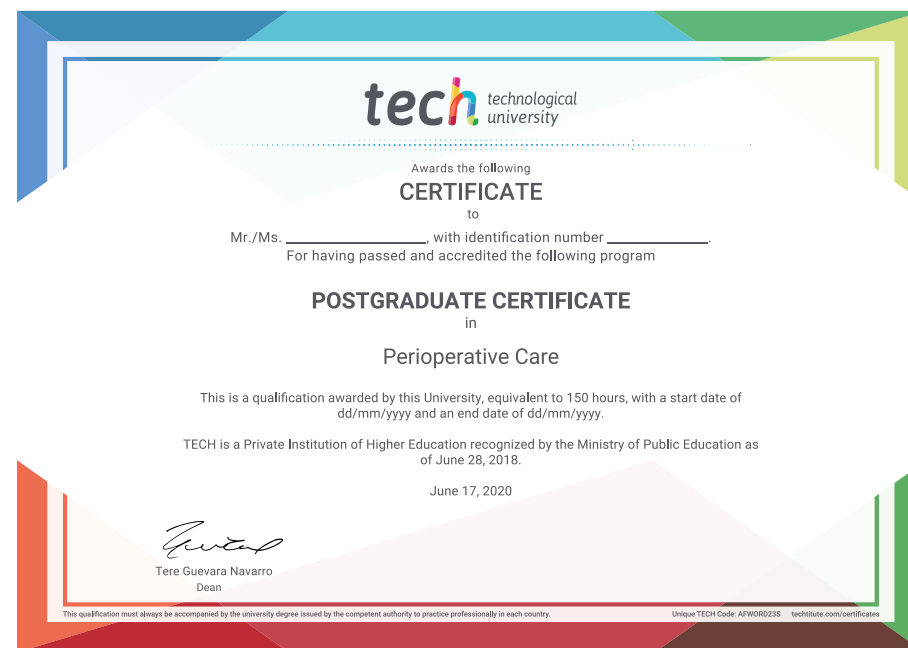 tech technological
university
Awards the following
CERTIFICATE
to
Mr./Ms. ____________________, with identification number ______________.
For having passed and accredited the following program
POSTGRADUATE CERTIFICATE
in
Perioperative Care
This is a qualification awarded by this University, equivalent to 150 hours, with a start date of
dd/mm/yyyy and an end date of dd/mm/yyyy.
TECH is a Private Institution of Higher Education recognized by the Ministry of Public Education as
of June 28, 2018.
June 17, 2020
Tere Guevara Navarro
Dean
This qualification must always be accompanied by the university degree issued by the competent authority to practice professionally in each country. Unique TECH Code: AFWORD23S techtitute.com/certificates